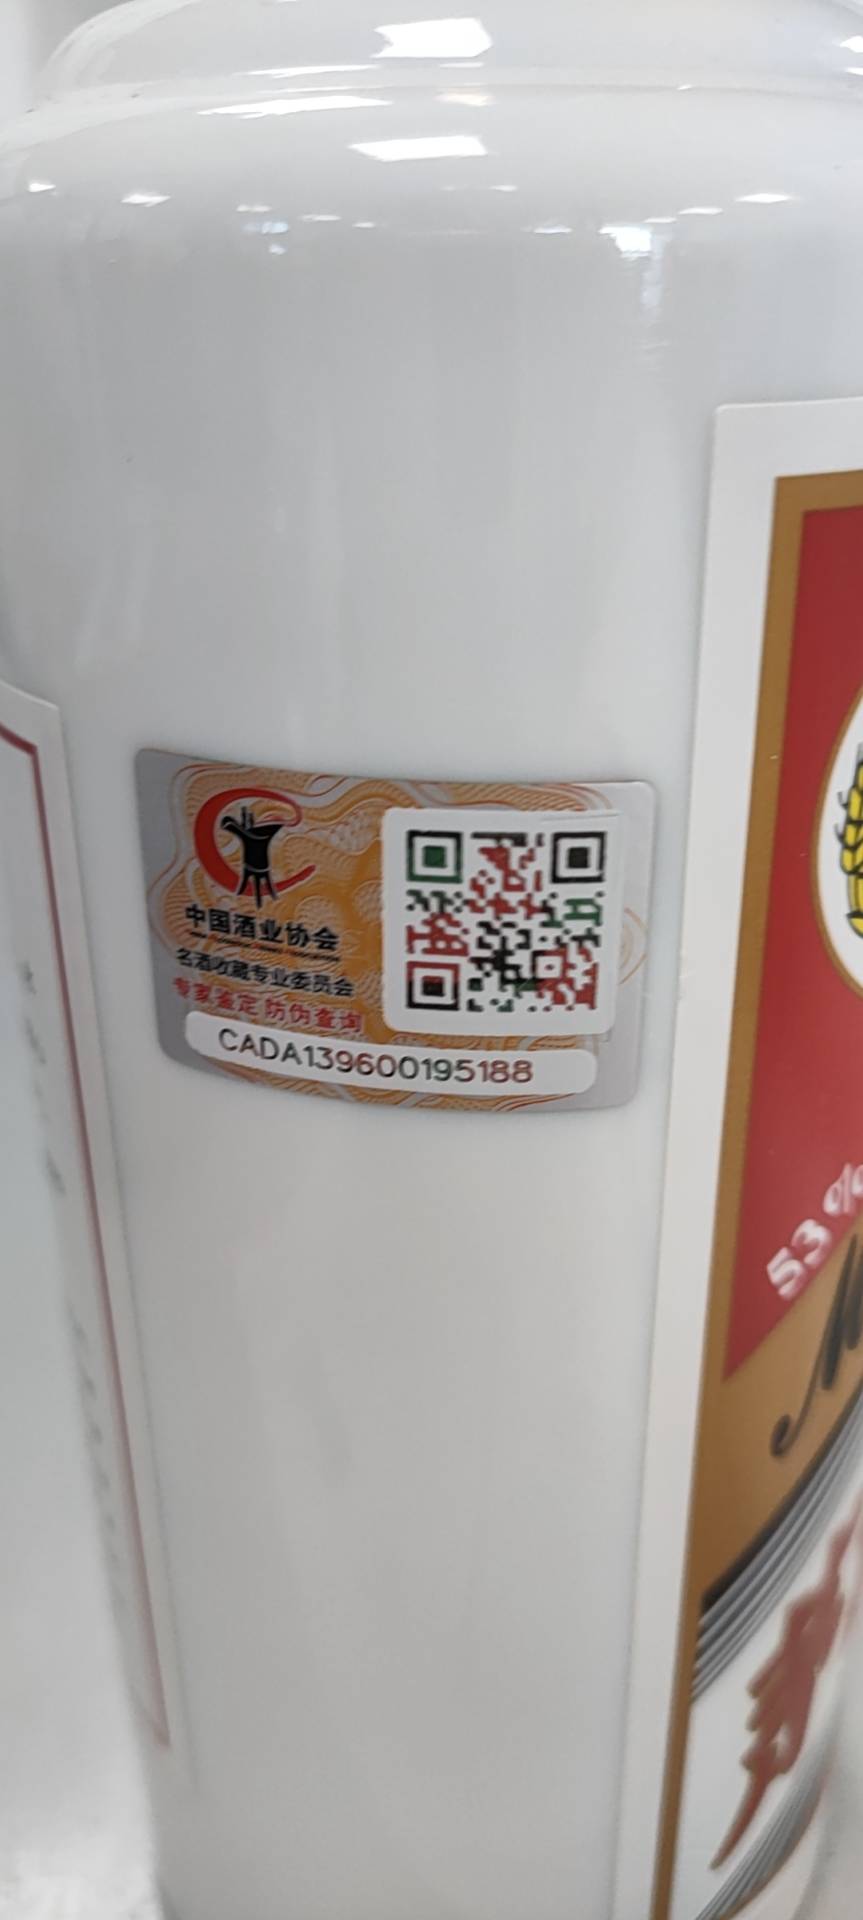 中国酒业协会
名酒收藏专业委员会
专家鉴定 防伪查询
CADA139600195188
53%